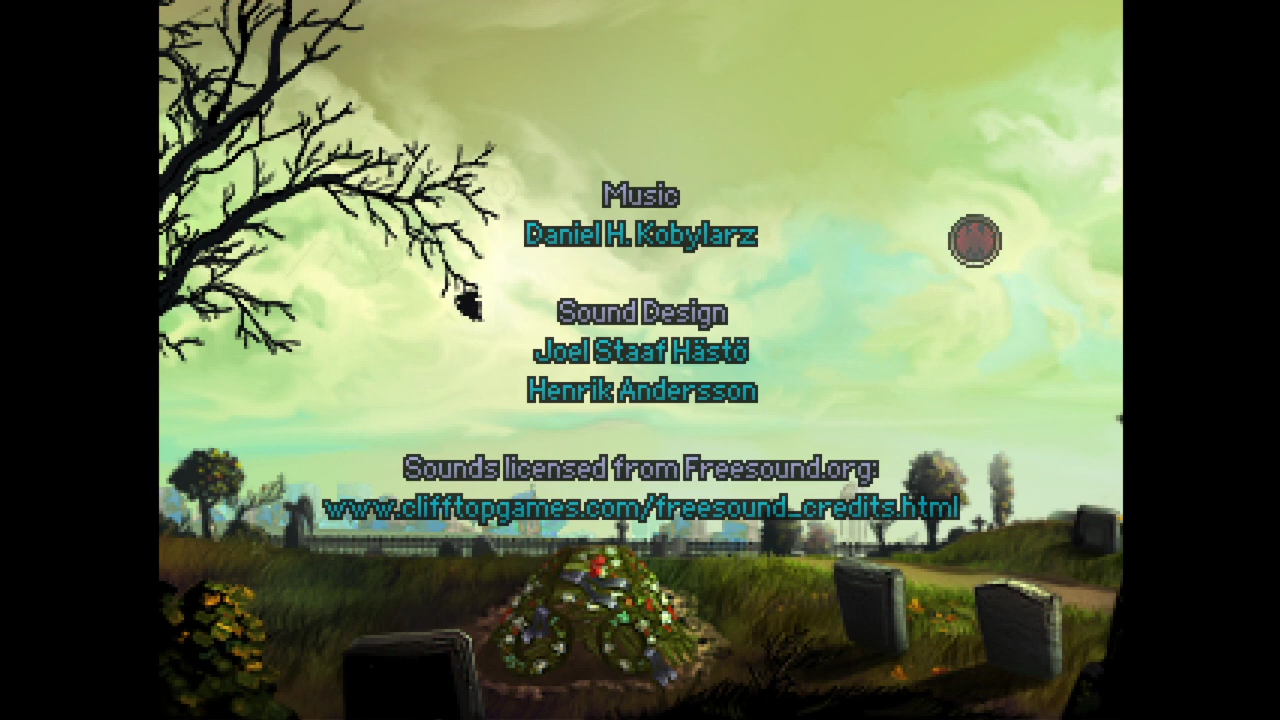 Music
Daniel H. Kobylarz
Sound Design
Joel Staaf Hästö
Henrik Andersson
Sounds licensed from Freesound.org:
www.clifftopgames.com/freesound_credits.html